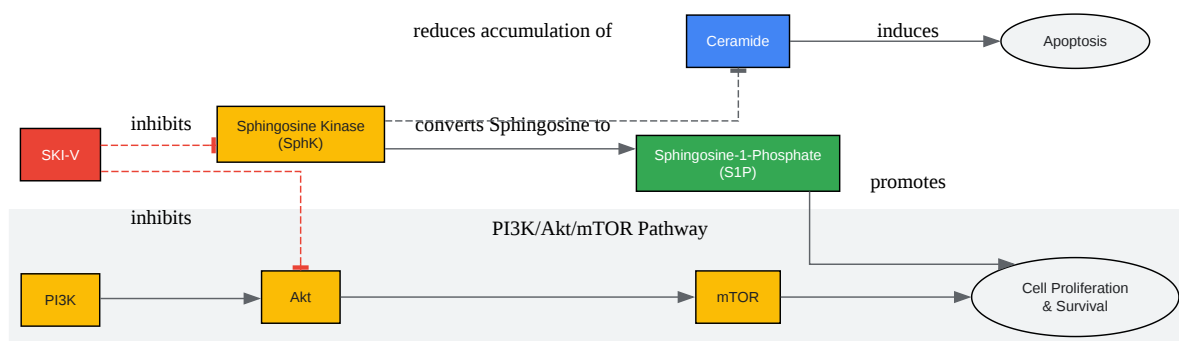 reduces accumulation of
Ceramide
induces
Apoptosis
inhibits
Sphingosine Kinase
(SphK)
converts Sphingosine to
SKI-V
Sphingosine-1-Phosphate
(S1P)
promotes
inhibits
PI3K/Akt/mTOR Pathway
PI3K
Akt
mTOR
Cell Proliferation
& Survival